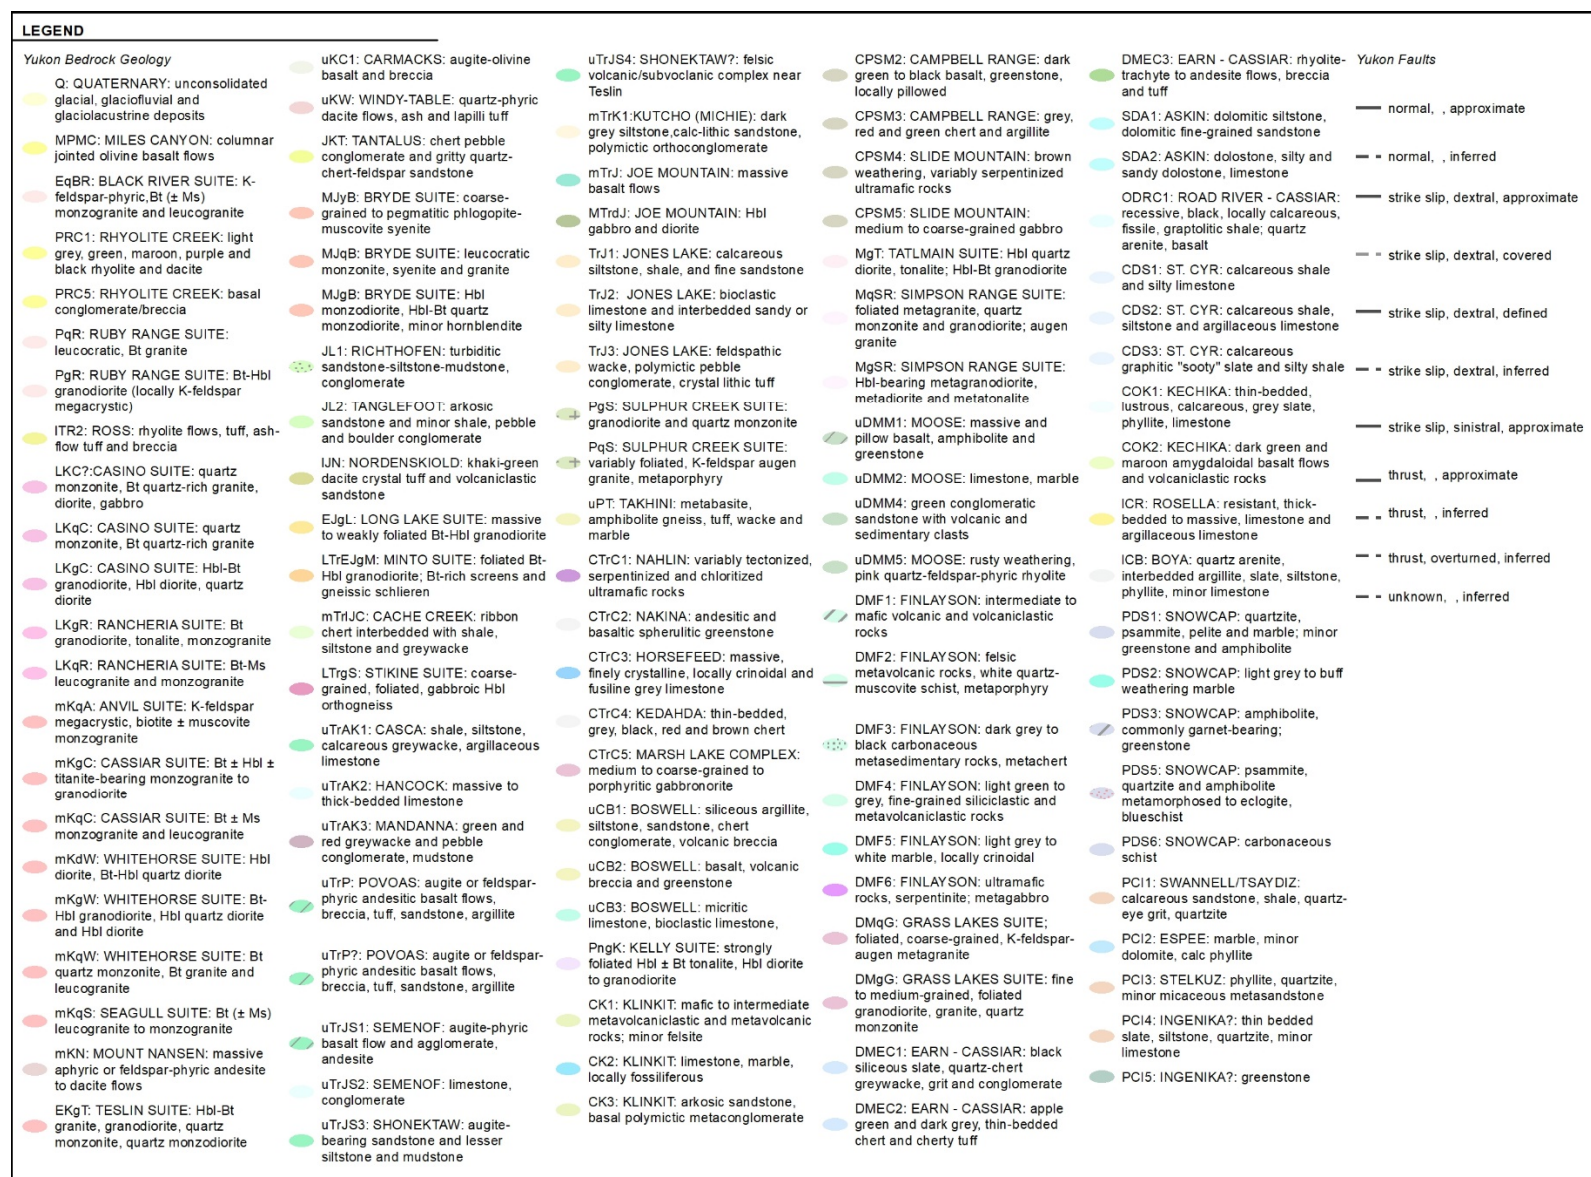 LEGEND
Yukon Bedrock Geology
Q: QUATERNARY: unconsolidated
glacial, glaciofluvial and
glaciolacustrine deposits
MPMC: MILES CANYON: columnar
jointed olivine basalt flows
EqBR: BLACK RIVER SUITE: K-
feldspar-phyric,Bt (± Ms)
monzogranite and leucogranite
PRC1: RHYOLITE CREEK: light
grey, green, maroon, purple and
black rhyolite and dacite
PRC5: RHYOLITE CREEK: basal
conglomerate/breccia
PqR: RUBY RANGE SUITE:
leucocratic, Bt granite
PgR: RUBY RANGE SUITE: Bt-Hbl
granodiorite (locally K-feldspar
megacrystic)
ITR2: ROSS: rhyolite flows, tuff, ash-
flow tuff and breccia
LKC?:CASINO SUITE: quartz
monzonite, Bt quartz-rich granite,
diorite, gabbro
LKqC: CASINO SUITE: quartz
monzonite, Bt quartz-rich granite
LKgC: CASINO SUITE: Hbl-Bt
granodiorite, Hbl diorite, quartz
diorite
LKgR: RANCHERIA SUITE: Bt
granodiorite, tonalite, monzogranite
LKqR: RANCHERIA SUITE: Bt-Ms
leucogranite and monzogranite
mKqA: ANVIL SUITE: K-feldspar
megacrystic, biotite ± muscovite
monzogranite
mKgC: CASSIAR SUITE: Bt ± Hbl ±
titanite-bearing monzogranite to
granodiorite
mKqC: CASSIAR SUITE: Bt ± Ms
monzogranite and leucogranite
mKdW: WHITEHORSE SUITE: Hbl
diorite, Bt-Hbl quartz diorite
mKgW: WHITEHORSE SUITE: Bt-
Hbl granodiorite, Hbl quartz diorite
and Hbl diorite
mKqW: WHITEHORSE SUITE: Bt
quartz monzonite, Bt granite and
leucogranite
mKqS: SEAGULL SUITE: Bt (± Ms)
leucogranite to monzogranite
mKN: MOUNT NANSEN: massive
aphyric or feldspar-phyric andesite
to dacite flows
EKgT: TESLIN SUITE: Hbl-Bt
granite, granodiorite, quartz
monzonite, quartz monzodiorite
uKC1: CARMACKS: augite-olivine
basalt and breccia
uKW: WINDY-TABLE: quartz-phyric
dacite flows, ash and lapilli tuff
JKT: TANTALUS: chert pebble
conglomerate and gritty quartz-
chert-feldspar sandstone
MJyB: BRYDE SUITE: coarse-
grained to pegmatitic phlogopite-
muscovite syenite
MJqB: BRYDE SUITE: leucocratic
monzonite, syenite and granite
MJgB: BRYDE SUITE: Hbl
monzodiorite, Hbl-Bt quartz
monzodiorite, minor hornblendite
JL1: RICHTHOFEN: turbiditic
sandstone-siltstone-mudstone,
conglomerate
JL2: TANGLEFOOT: arkosic
sandstone and minor shale, pebble
and boulder conglomerate
IJN: NORDENSKIOLD: khaki-green
dacite crystal tuff and volcaniclastic
sandstone
EJgL: LONG LAKE SUITE: massive
to weakly foliated Bt-Hbl granodiorite
LTrEJgM: MINTO SUITE: foliated Bt-
Hbl granodiorite; Bt-rich screens and
gneissic schlieren
mTrIJC: CACHE CREEK: ribbon
chert interbedded with shale,
siltstone and greywacke
LTrgS: STIKINE SUITE: coarse-
grained, foliated, gabbroic Hbl
orthogneiss
uTrAK1: CASCA: shale, siltstone,
calcareous greywacke, argillaceous
limestone
uTrAK2: HANCOCK: massive to
thick-bedded limestone
uTrAK3: MANDANNA: green and
red greywacke and pebble
conglomerate, mudstone
uTrP: POVOAS: augite or feldspar-
phyric andesitic basalt flows,
breccia, tuff, sandstone, argillite
uTrP?: POVOAS: augite or feldspar-
phyric andesitic basalt flows,
breccia, tuff, sandstone, argillite
uTrJS1: SEMENOF: augite-phyric
basalt flow and agglomerate,
andesite
uTrJS2: SEMENOF: limestone,
conglomerate
uTrJS3: SHONEKTAW: augite-
bearing sandstone and lesser
siltstone and mudstone
uTrJS4: SHONEKTAW?: felsic
volcanic/subvoclanic complex near
Teslin
mTrK1:KUTCHO (MICHIE): dark
grey siltstone,calc-lithic sandstone,
polymictic orthoconglomerate
mTrJ: JOE MOUNTAIN: massive
basalt flows
MTrdJ: JOE MOUNTAIN: Hbl
gabbro and diorite
TrJ1: JONES LAKE: calcareous
siltstone, shale, and fine sandstone
TrJ2: JONES LAKE: bioclastic
limestone and interbedded sandy or
silty limestone
TrJ3: JONES LAKE: feldspathic
wacke, polymictic pebble
conglomerate, crystal lithic tuff
PgS: SULPHUR CREEK SUITE:
granodiorite and quartz monzonite
PqS: SULPHUR CREEK SUITE:
variably foliated, K-feldspar augen
granite, metaporphyry
uPT: TAKHINI: metabasite,
amphibolite gneiss, tuff, wacke and
marble
CTrC1: NAHLIN: variably tectonized,
serpentinized and chloritized
ultramafic rocks
CTrC2: NAKINA: andesitic and
basaltic spherulitic greenstone
CTrC3: HORSEFEED: massive,
finely crystalline, locally crinoidal and
fusiline grey limestone
CTrC4: KEDAHDA: thin-bedded,
grey, black, red and brown chert
CTrC5: MARSH LAKE COMPLEX:
medium to coarse-grained to
porphyritic gabbronorite
uCB1: BOSWELL: siliceous argillite,
siltstone, sandstone, chert
conglomerate, volcanic breccia
uCB2: BOSWELL: basalt, volcanic
breccia and greenstone
uCB3: BOSWELL: micritic
limestone, bioclastic limestone,
PngK: KELLY SUITE: strongly
foliated Hbl ± Bt tonalite, Hbl diorite
to granodiorite
CK1: KLINKIT: mafic to intermediate
metavolcaniclastic and metavolcanic
rocks; minor felsite
CK2: KLINKIT: limestone, marble,
locally fossiliferous
CK3: KLINKIT: arkosic sandstone,
basal polymictic metaconglomerate
CPSM2: CAMPBELL RANGE: dark
green to black basalt, greenstone,
locally pillowed
CPSM3: CAMPBELL RANGE: grey,
red and green chert and argillite
CPSM4: SLIDE MOUNTAIN: brown
weathering, variably serpentinized
ultramafic rocks
CPSM5: SLIDE MOUNTAIN:
medium to coarse-grained gabbro
MgT: TATLMAIN SUITE: Hbl quartz
diorite, tonalite; Hbl-Bt granodiorite
MqSR: SIMPSON RANGE SUITE:
foliated metagranite, quartz
monzonite and granodiorite; augen
granite
MgSR: SIMPSON RANGE SUITE:
Hbl-bearing metagranodiorite,
metadiorite and metatonalite
uDMM1: MOOSE: massive and
pillow basalt, amphibolite and
greenstone
uDMM2: MOOSE: limestone, marble
uDMM4: green conglomeratic
sandstone with volcanic and
sedimentary clasts
uDMM5: MOOSE: rusty weathering,
pink quartz-feldspar-phyric rhyolite
DMF1: FINLAYSON: intermediate to
mafic volcanic and volcaniclastic
rocks
DMF2: FINLAYSON: felsic
metavolcanic rocks, white quartz-
muscovite schist, metaporphyry
DMF3: FINLAYSON: dark grey to
black carbonaceous
metasedimentary rocks, metachert
DMF4: FINLAYSON: light green to
grey, fine-grained siliciclastic and
metavolcaniclastic rocks
DMF5: FINLAYSON: light grey to
white marble, locally crinoidal
DMF6: FINLAYSON: ultramafic
rocks, serpentinite; metagabbro
DMqG: GRASS LAKES SUITE;
foliated, coarse-grained, K-feldspar-
augen metagranite
DMgG: GRASS LAKES SUITE: fine
to medium-grained, foliated
granodiorite, granite, quartz
monzonite
DMEC1: EARN - CASSIAR: black
siliceous slate, quartz-chert
greywacke, grit and conglomerate
DMEC2: EARN - CASSIAR: apple
green and dark grey, thin-bedded
chert and cherty tuff
DMEC3: EARN - CASSIAR: rhyolite-
trachyte to andesite flows, breccia
and tuff
SDA1: ASKIN: dolomitic siltstone,
dolomitic fine-grained sandstone
SDA2: ASKIN: dolostone, silty and
sandy dolostone, limestone
ODRC1: ROAD RIVER - CASSIAR:
recessive, black, locally calcareous,
fissile, graptolitic shale; quartz
arenite, basalt
CDS1: ST. CYR: calcareous shale
and silty limestone
CDS2: ST. CYR: calcareous shale,
siltstone and argillaceous limestone
CDS3: ST. CYR: calcareous
graphitic "sooty" slate and silty shale
COK1: KECHIKA: thin-bedded,
lustrous, calcareous, grey slate,
phyllite, limestone
COK2: KECHIKA: dark green and
maroon amygdaloidal basalt flows
and volcaniclastic rocks
ICR: ROSELLA: resistant, thick-
bedded to massive, limestone and
argillaceous limestone
ICB: BOYA: quartz arenite,
interbedded argillite, slate, siltstone,
phyllite, minor limestone
PDS1: SNOWCAP: quartzite,
psammite, pelite and marble; minor
greenstone and amphibolite
PDS2: SNOWCAP: light grey to buff
weathering marble
PDS3: SNOWCAP: amphibolite,
commonly garnet-bearing;
greenstone
PDS5: SNOWCAP: psammite,
quartzite and amphibolite
metamorphosed to eclogite,
blueschist
PDS6: SNOWCAP: carbonaceous
schist
PCI1: SWANNELL/TSAYDIZ:
calcareous sandstone, shale, quartz-
eye grit, quartzite
PCI2: ESPEE: marble, minor
dolomite, calc phyllite
PCI3: STELKUZ: phyllite, quartzite,
minor micaceous metasandstone
PCI4: INGENIKA?: thin bedded
slate, siltstone, quartzite, minor
limestone
PCI5: INGENIKA?: greenstone
Yukon Faults
normal, , approximate
normal, , inferred
strike slip, dextral, approximate
strike slip, dextral, covered
strike slip, dextral, defined
strike slip, dextral, inferred
strike slip, sinistral, approximate
thrust, , approximate
thrust, , inferred
thrust, overturned, inferred
unknown, , inferred